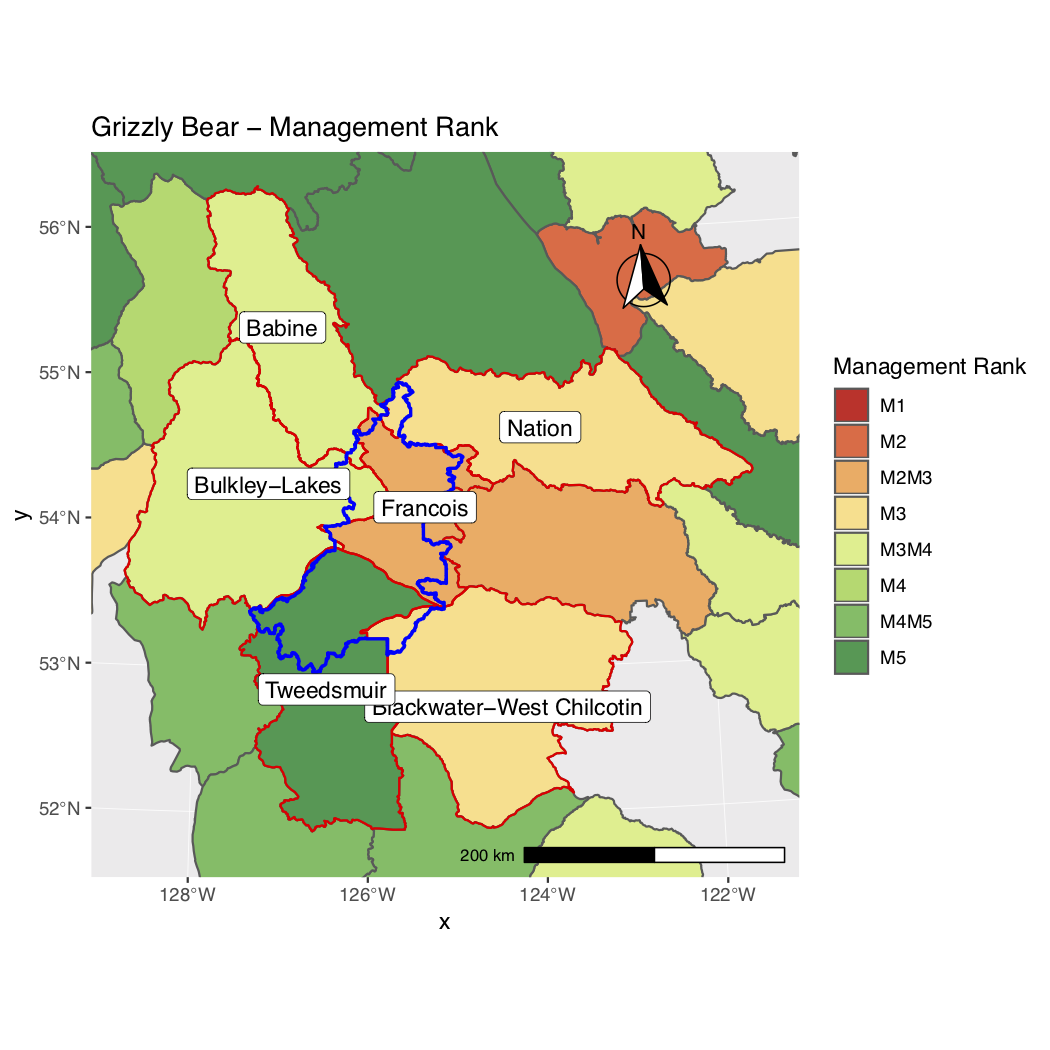 Grizzly Bear − Management Rank
N
56°N
55°N
54°N
53°N
52°N
y
Babine
Nation
Bulkley−Lakes
Francois
Tweedsmuir
Blackwater−West Chilcotin
200 km
128°W
126°W
124°W
122°W
x
Management Rank
M1
M2
M2M3
M3
M3M4
M4
M4M5
M5